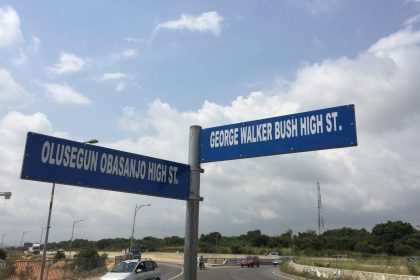 OLUSEGUN OBASANJO HIGH ST.
GEORGE WALKER BUSH HIGH ST.